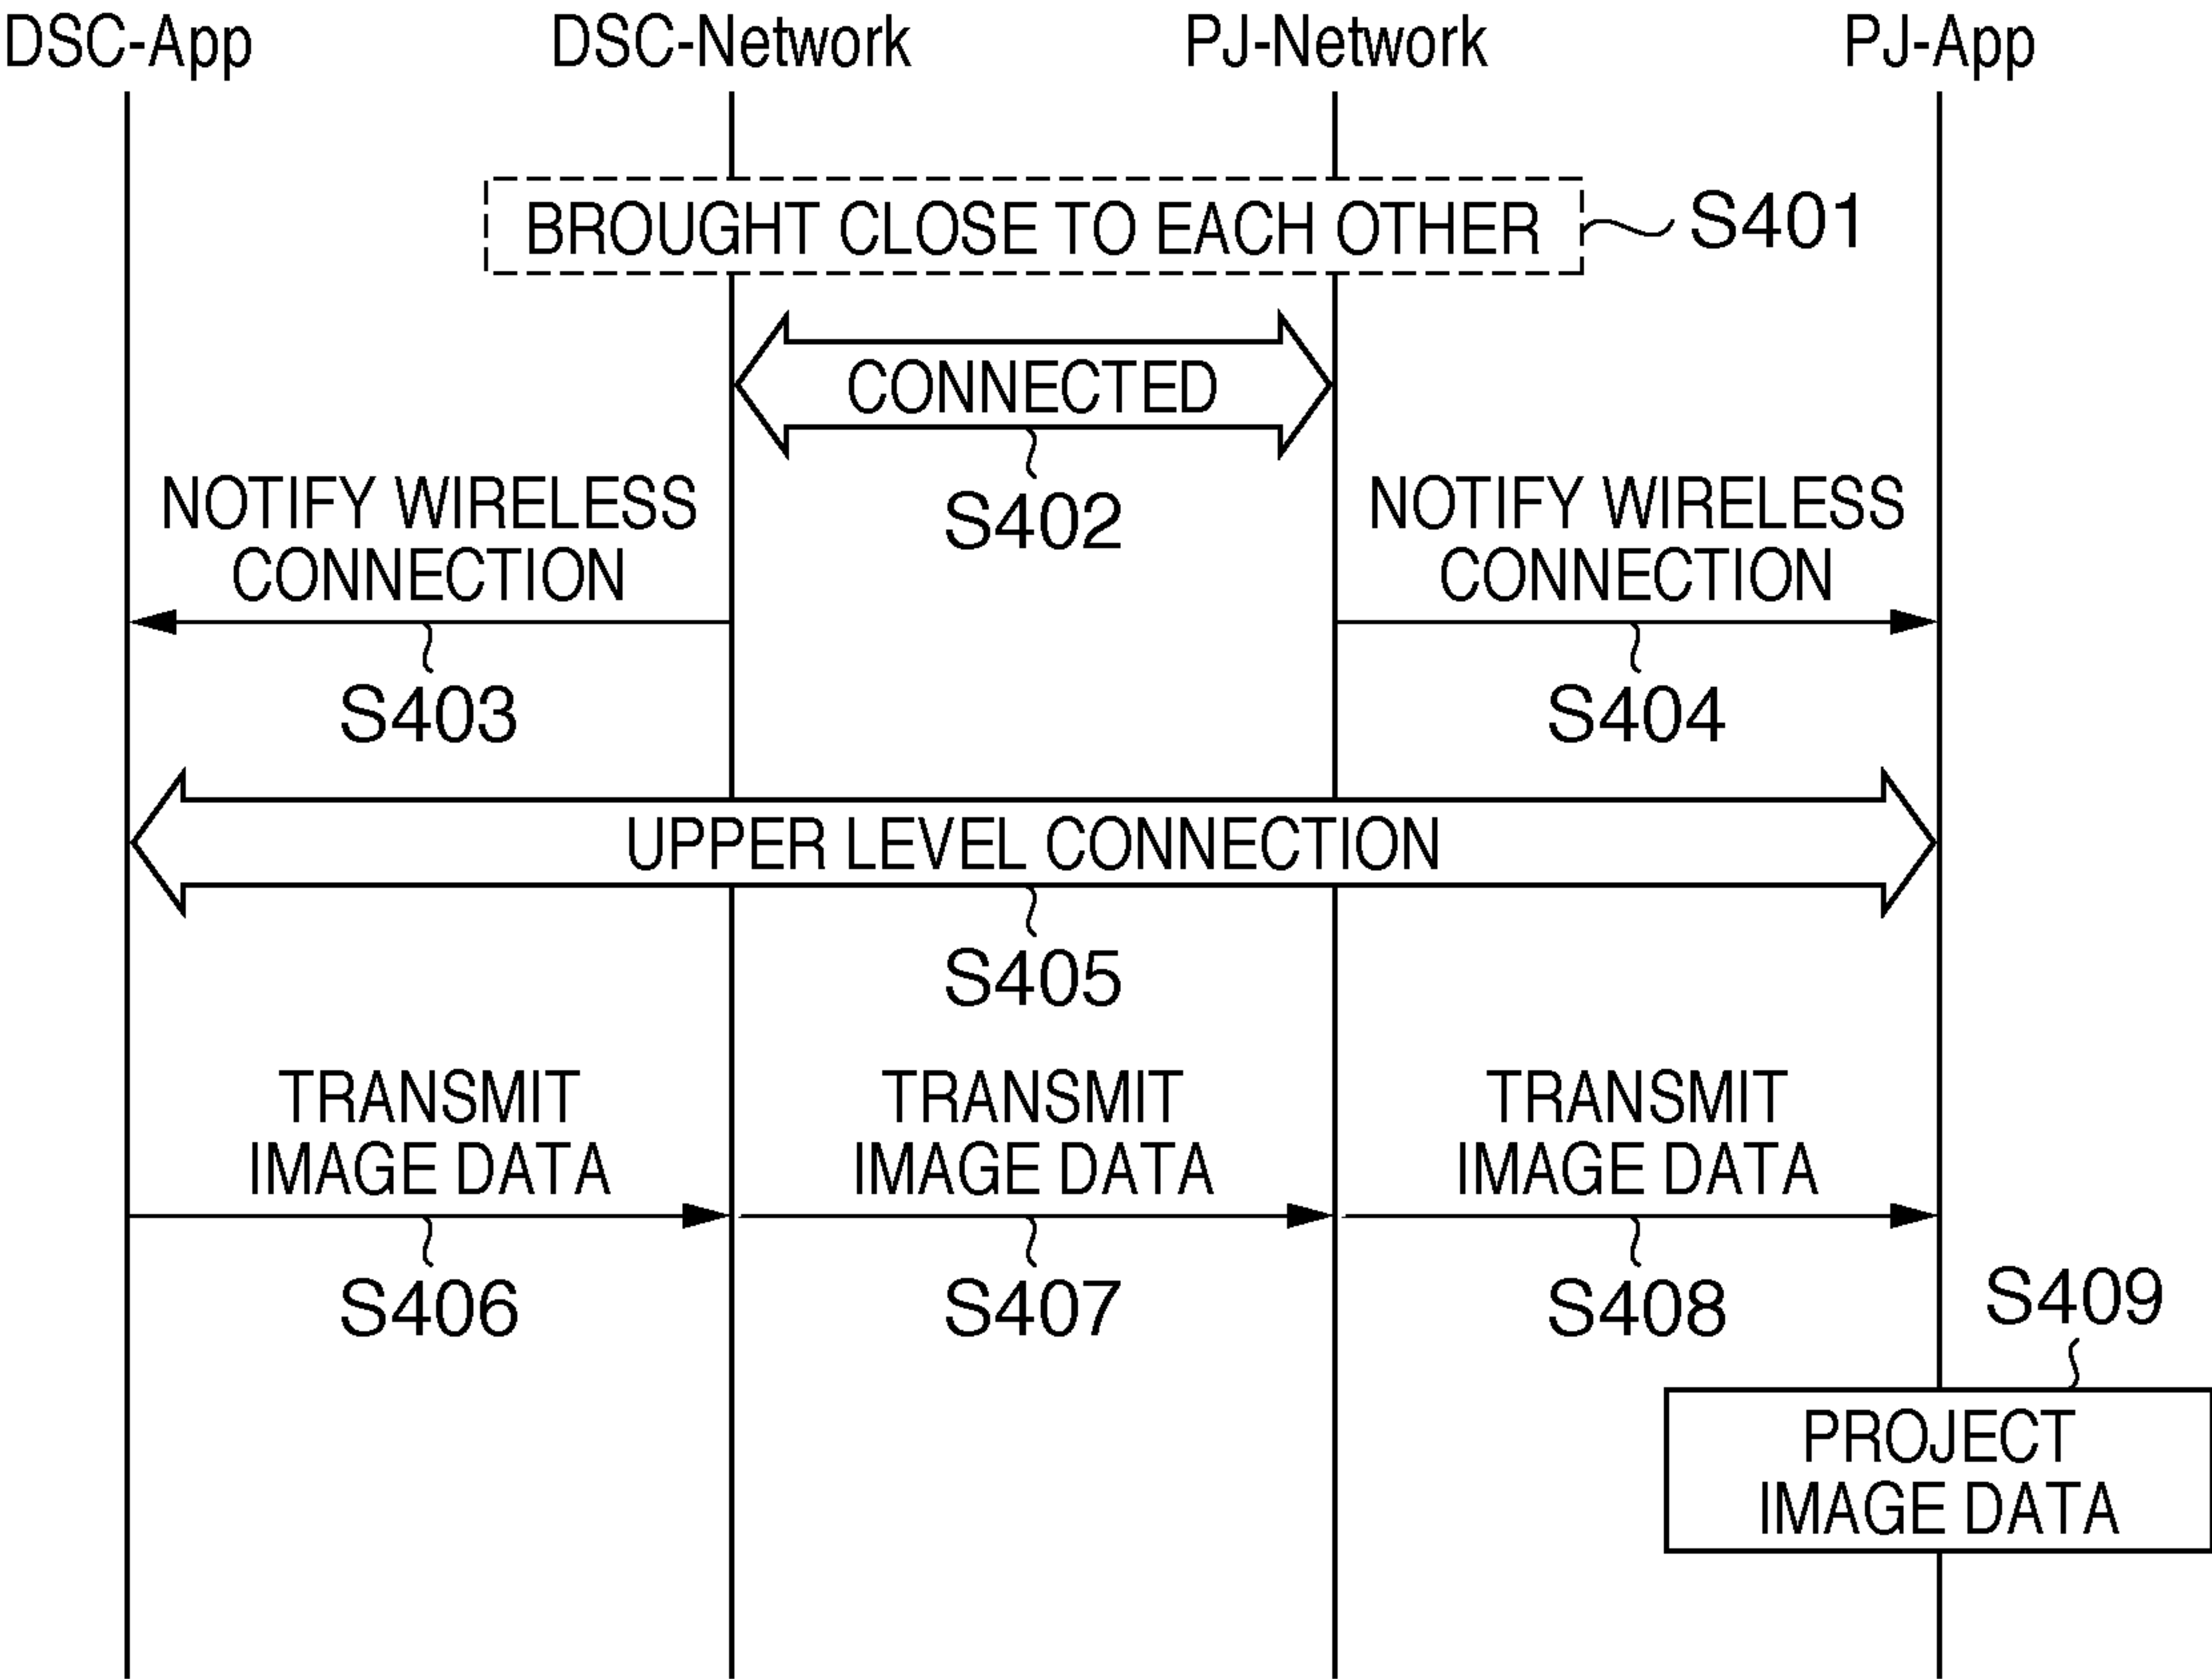 DSC-App
DSC-Network
PJ-Network
PJ-App
BROUGHT CLOSE TO EACH OTHER
S401
CONNECTED
S402
NOTIFY WIRELESS
CONNECTION
S403
NOTIFY WIRELESS
CONNECTION
S404
UPPER LEVEL CONNECTION
S405
TRANSMIT
IMAGE DATA
S406
TRANSMIT
IMAGE DATA
S407
TRANSMIT
IMAGE DATA
S408
S409
PROJECT
IMAGE DATA